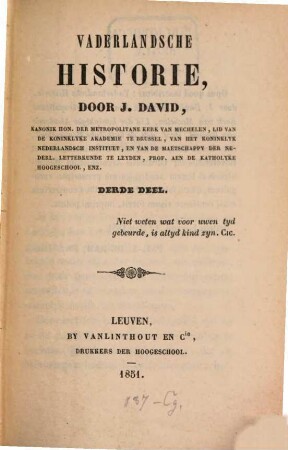 VADERLANDSCHE
HISTORIE,
DOOR J. DAVID,
KANONIK HON. DER METROPOLITANE KERK VAN MECHELEN, LID VAN
DE KONINKLYKE AKADEMIE TE BRUSSEL, VAN HET KONINKLYK
NEDERLANDSCH INSTITUUT, EN VAN DE MAETSCHAPPY DER NE-
DERL. LETTERKUNDE TE LEYDEN, PROF. AEN DE KATHOLYKE
HOOGESCHOOL, ENZ.
DERDE DEEL.
Niet weten wat voor uwen tyd
gebeurde, is altyd kind zyn. CIC.
LEUVEN,
BY VANLINTHOUT EN Cie,
DRUKKERS DER HOOGESCHOOL.
1851.
137-Cg.